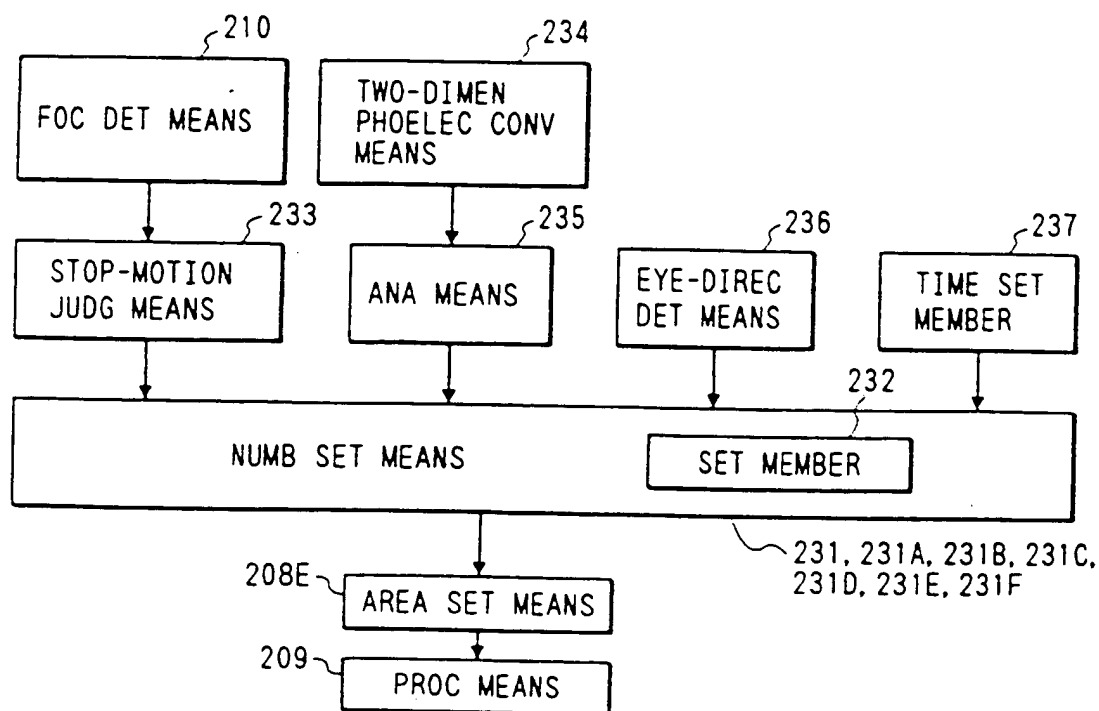 210
234
FOC DET MEANS
TWO-DIMEN
PHOELEC CONV
MEANS
233
235
236
237
STOP-MOTION
JUDG MEANS
ANA MEANS
EYE-DIREC
DET MEANS
TIME SET
MEMBER
232
NUMB SET MEANS
SET MEMBER
231, 231A, 231B, 231C,
231D, 231E, 231F
208E
AREA SET MEANS
209
PROC MEANS